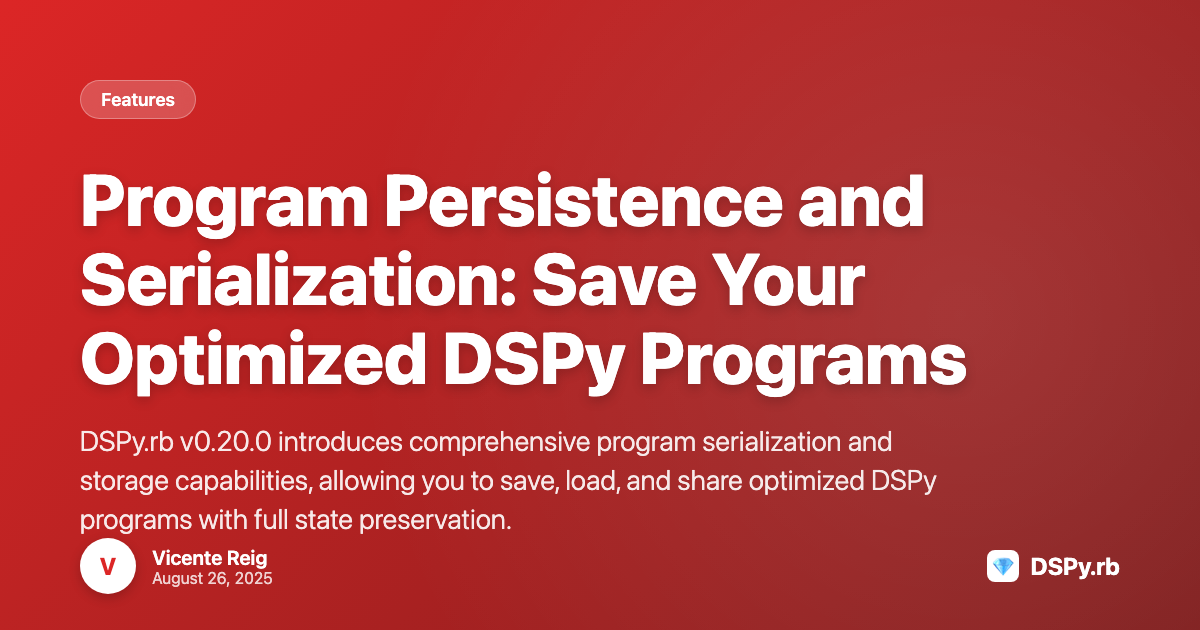 Features
Program Persistence and
Serialization: Save Your
Optimized DSPy Programs
DSPy.rb v0.20.0 introduces comprehensive program serialization and
storage capabilities, allowing you to save, load, and share optimized DSPy
programs with full state preservation.
V
Vicente Reig
August 26, 2025
DSPy.rb